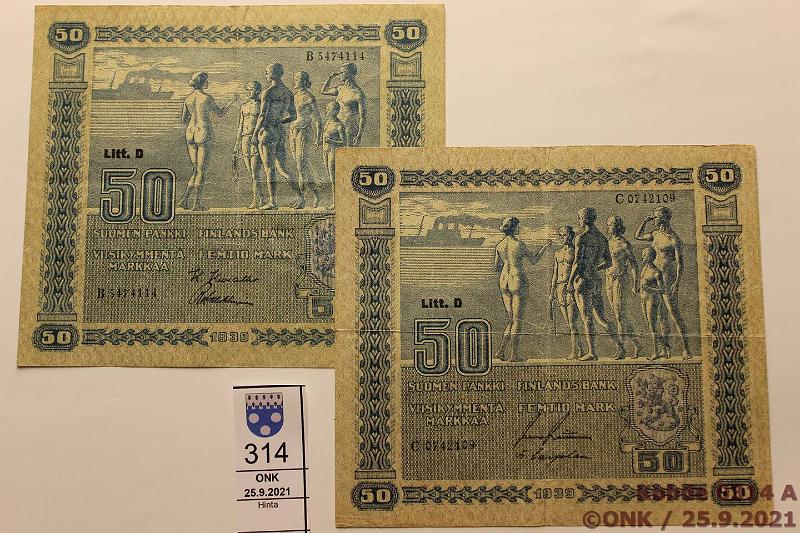 50 50
B 5474114
Litt. D
50
SUOMEN PANKKI FINLANDS BANK
VIISIKYMMENTÄ FEMTIO MARK
MARKKAA
B 5474114
50
50 1939
50 50
C 0742109
Litt. D
50
SUOMEN PANKKI FINLANDS BANK
VIISIKYMMENTÄ FEMTIO MARK
MARKKAA
C 0742109
50
50 1939 50
314
ONK
25.9.2021
Hinta
A
©ONK / 25.9.2021